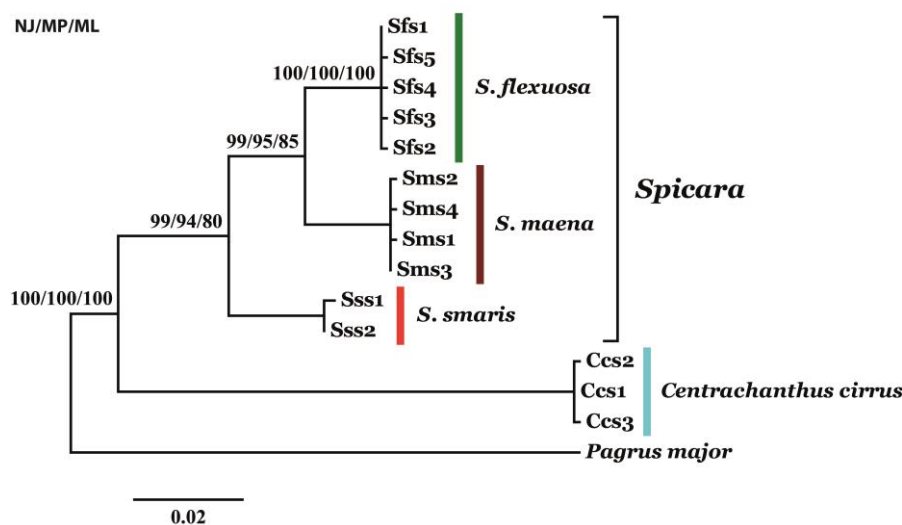 NJ/MP/ML
Sfs1
Sfs5
100/100/100
Sfs4
S. flexuosa
Sfs3
99/95/85
Sfs2
Sms2
Spicara
Sms4
S. maena
99/94/80
Sms1
Sms3
100/100/100
Sss1
S. smaris
Sss2
Ccs2
Ccs1
Centrachanthus cirrus
Ccs3
Pagrus major
0.02